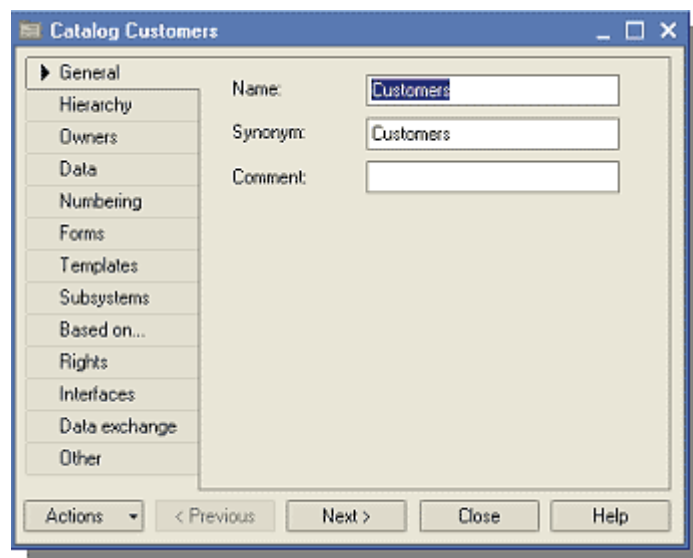 Catalog Customers
General
Hierarchy
Owners
Data
Numbering
Forms
Templates
Subsystems
Based on...
Rights
Interfaces
Data exchange
Other
Name: Customers
Synonym: Customers
Comment:
Actions < Previous Next > Close Help